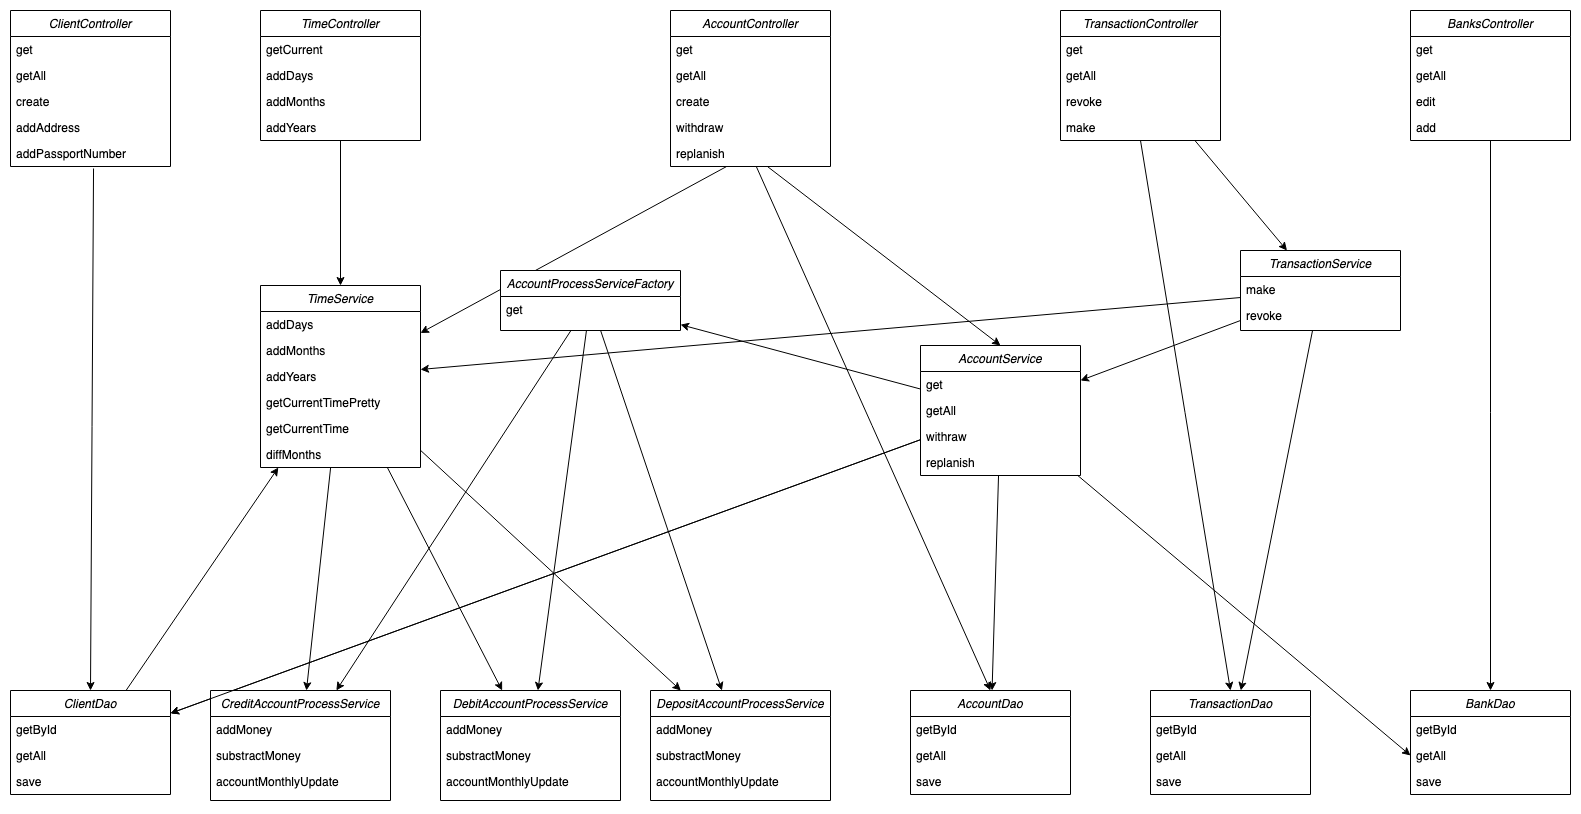 ClientController
get
getAll
create
addAddress
addPassportNumber
TimeController
getCurrent
addDays
addMonths
addYears
AccountController
get
getAll
create
withdraw
replanish
TransactionController
get
getAll
revoke
make
BanksController
get
getAll
edit
add
TimeService
addDays
addMonths
addYears
getCurrentTimePretty
getCurrentTime
diffMonths
AccountProcessServiceFactory
get
AccountService
get
getAll
withraw
replanish
TransactionService
make
revoke
ClientDao
getById
getAll
save
CreditAccountProcessService
addMoney
substractMoney
accountMonthlyUpdate
DebitAccountProcessService
addMoney
substractMoney
accountMonthlyUpdate
DepositAccountProcessService
addMoney
substractMoney
accountMonthlyUpdate
AccountDao
getById
getAll
save
TransactionDao
getById
getAll
save
BankDao
getById
getAll
save